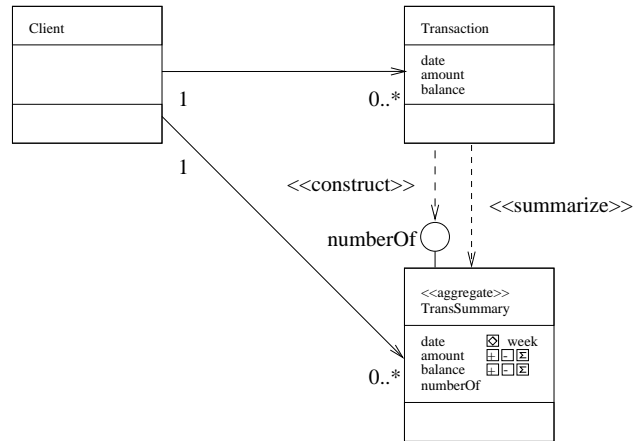 Client
Transaction
date
amount
balance
1
0..*
1
<<construct>>
<<summarize>>
numberOf
<<aggregate>>
TransSummary
date ◇ week
amount + - Σ
balance + - Σ
numberOf
0..*